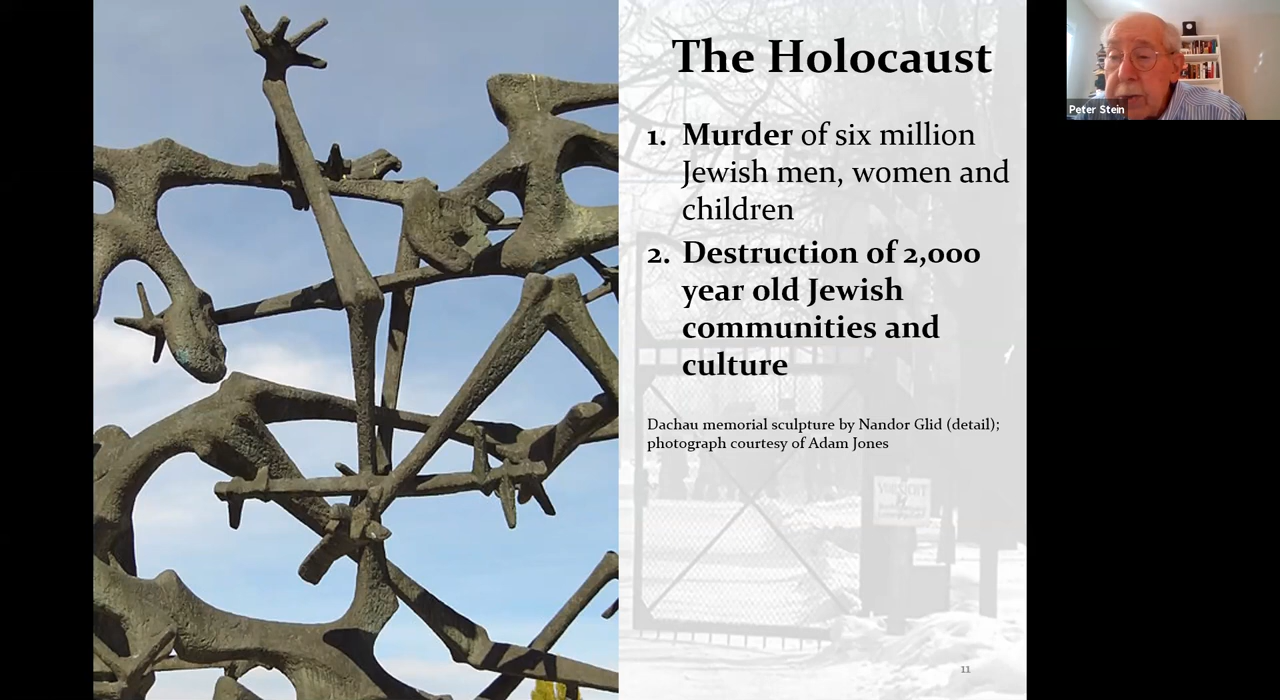 The Holocaust
1. Murder of six million
Jewish men, women and
children
2. Destruction of 2,000
year old Jewish
communities and
culture
Dachau memorial sculpture by Nandor Glid (detail);
photograph courtesy of Adam Jones
11
Peter Stein